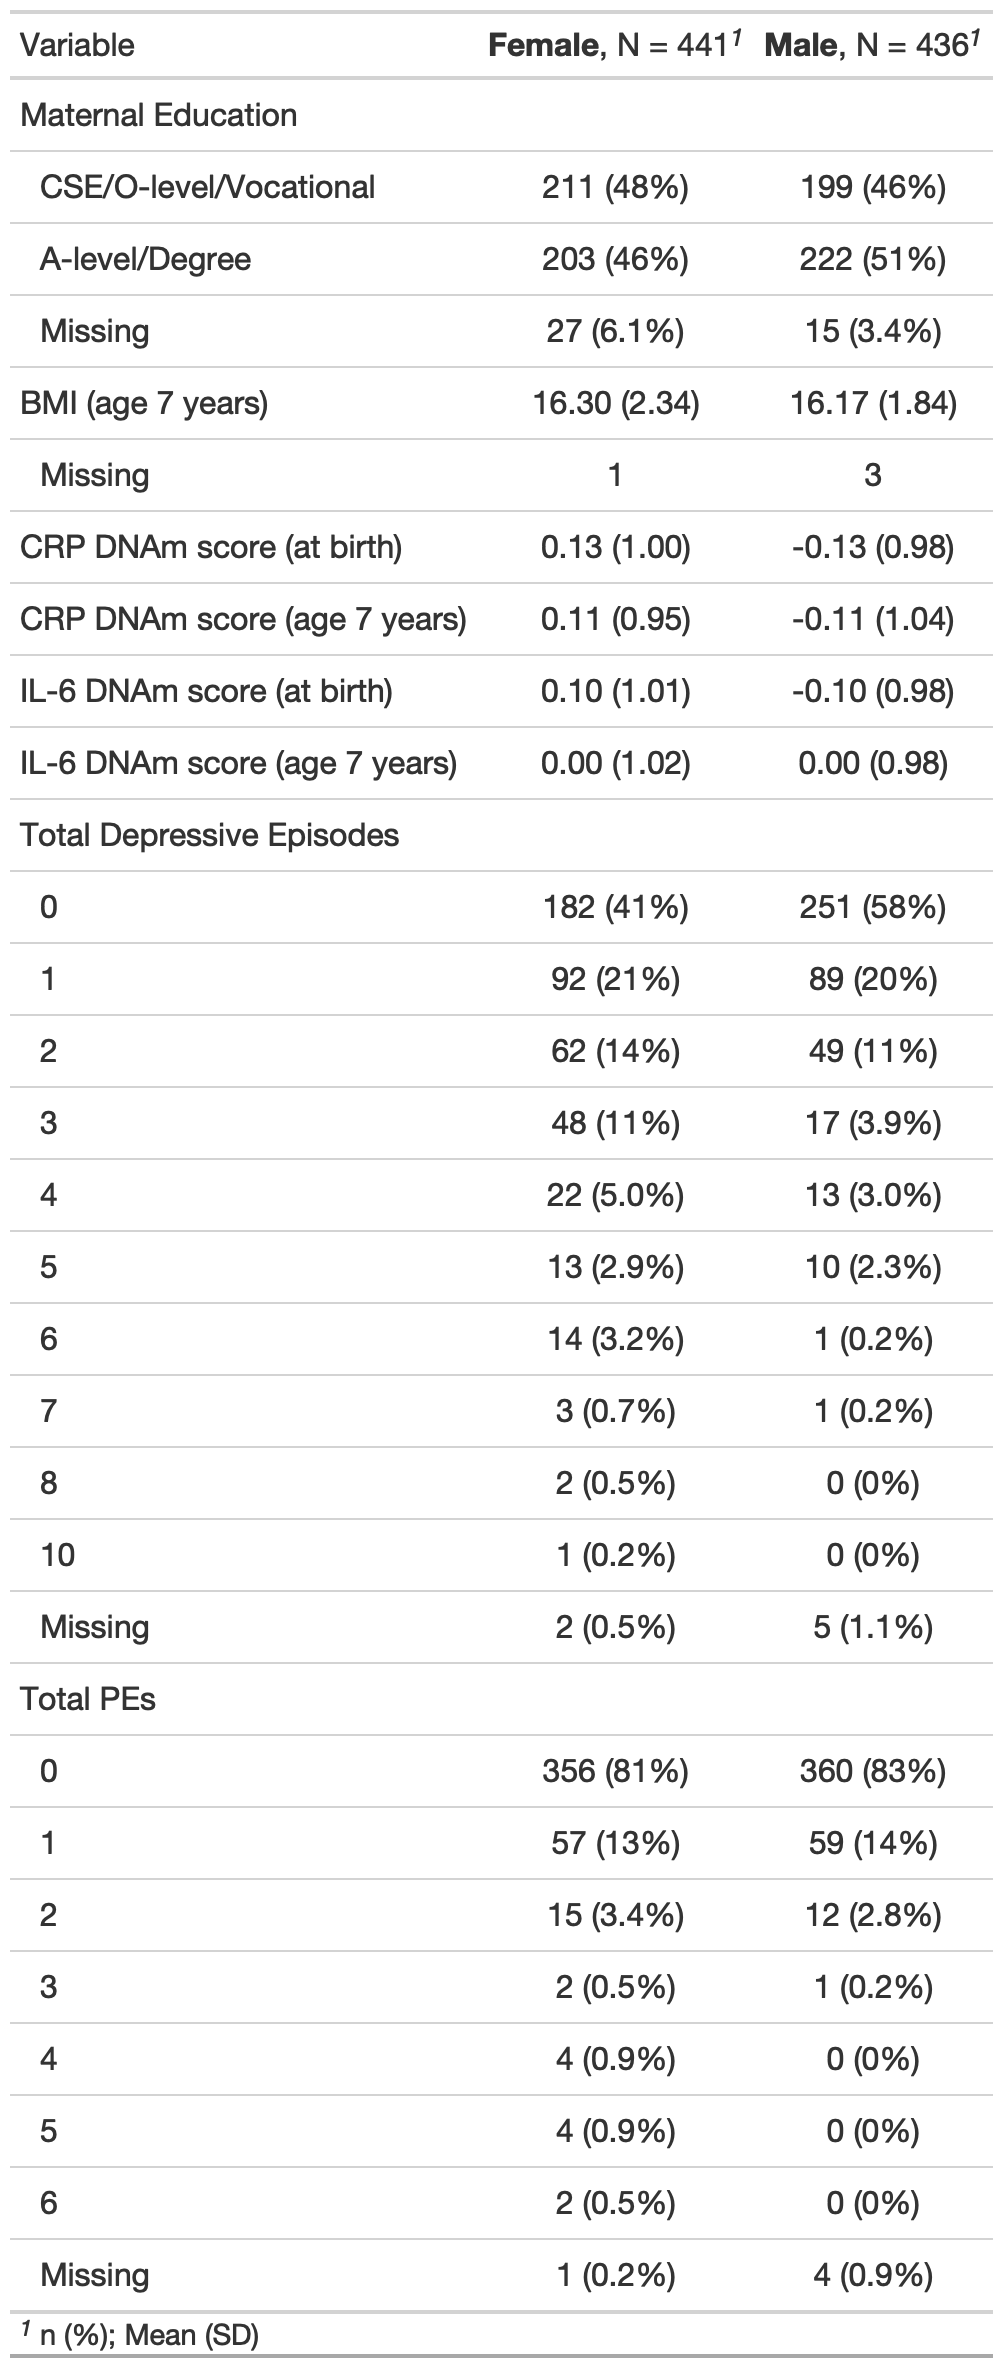 Variable Female, N = 441¹ Male, N = 436¹
Maternal Education
CSE/O-level/Vocational 211 (48%) 199 (46%)
A-level/Degree 203 (46%) 222 (51%)
Missing 27 (6.1%) 15 (3.4%)
BMI (age 7 years) 16.30 (2.34) 16.17 (1.84)
Missing 1 3
CRP DNAm score (at birth) 0.13 (1.00) -0.13 (0.98)
CRP DNAm score (age 7 years) 0.11 (0.95) -0.11 (1.04)
IL-6 DNAm score (at birth) 0.10 (1.01) -0.10 (0.98)
IL-6 DNAm score (age 7 years) 0.00 (1.02) 0.00 (0.98)
Total Depressive Episodes
0 182 (41%) 251 (58%)
1 92 (21%) 89 (20%)
2 62 (14%) 49 (11%)
3 48 (11%) 17 (3.9%)
4 22 (5.0%) 13 (3.0%)
5 13 (2.9%) 10 (2.3%)
6 14 (3.2%) 1 (0.2%)
7 3 (0.7%) 1 (0.2%)
8 2 (0.5%) 0 (0%)
10 1 (0.2%) 0 (0%)
Missing 2 (0.5%) 5 (1.1%)
Total PEs
0 356 (81%) 360 (83%)
1 57 (13%) 59 (14%)
2 15 (3.4%) 12 (2.8%)
3 2 (0.5%) 1 (0.2%)
4 4 (0.9%) 0 (0%)
5 4 (0.9%) 0 (0%)
6 2 (0.5%) 0 (0%)
Missing 1 (0.2%) 4 (0.9%)
¹ n (%); Mean (SD)